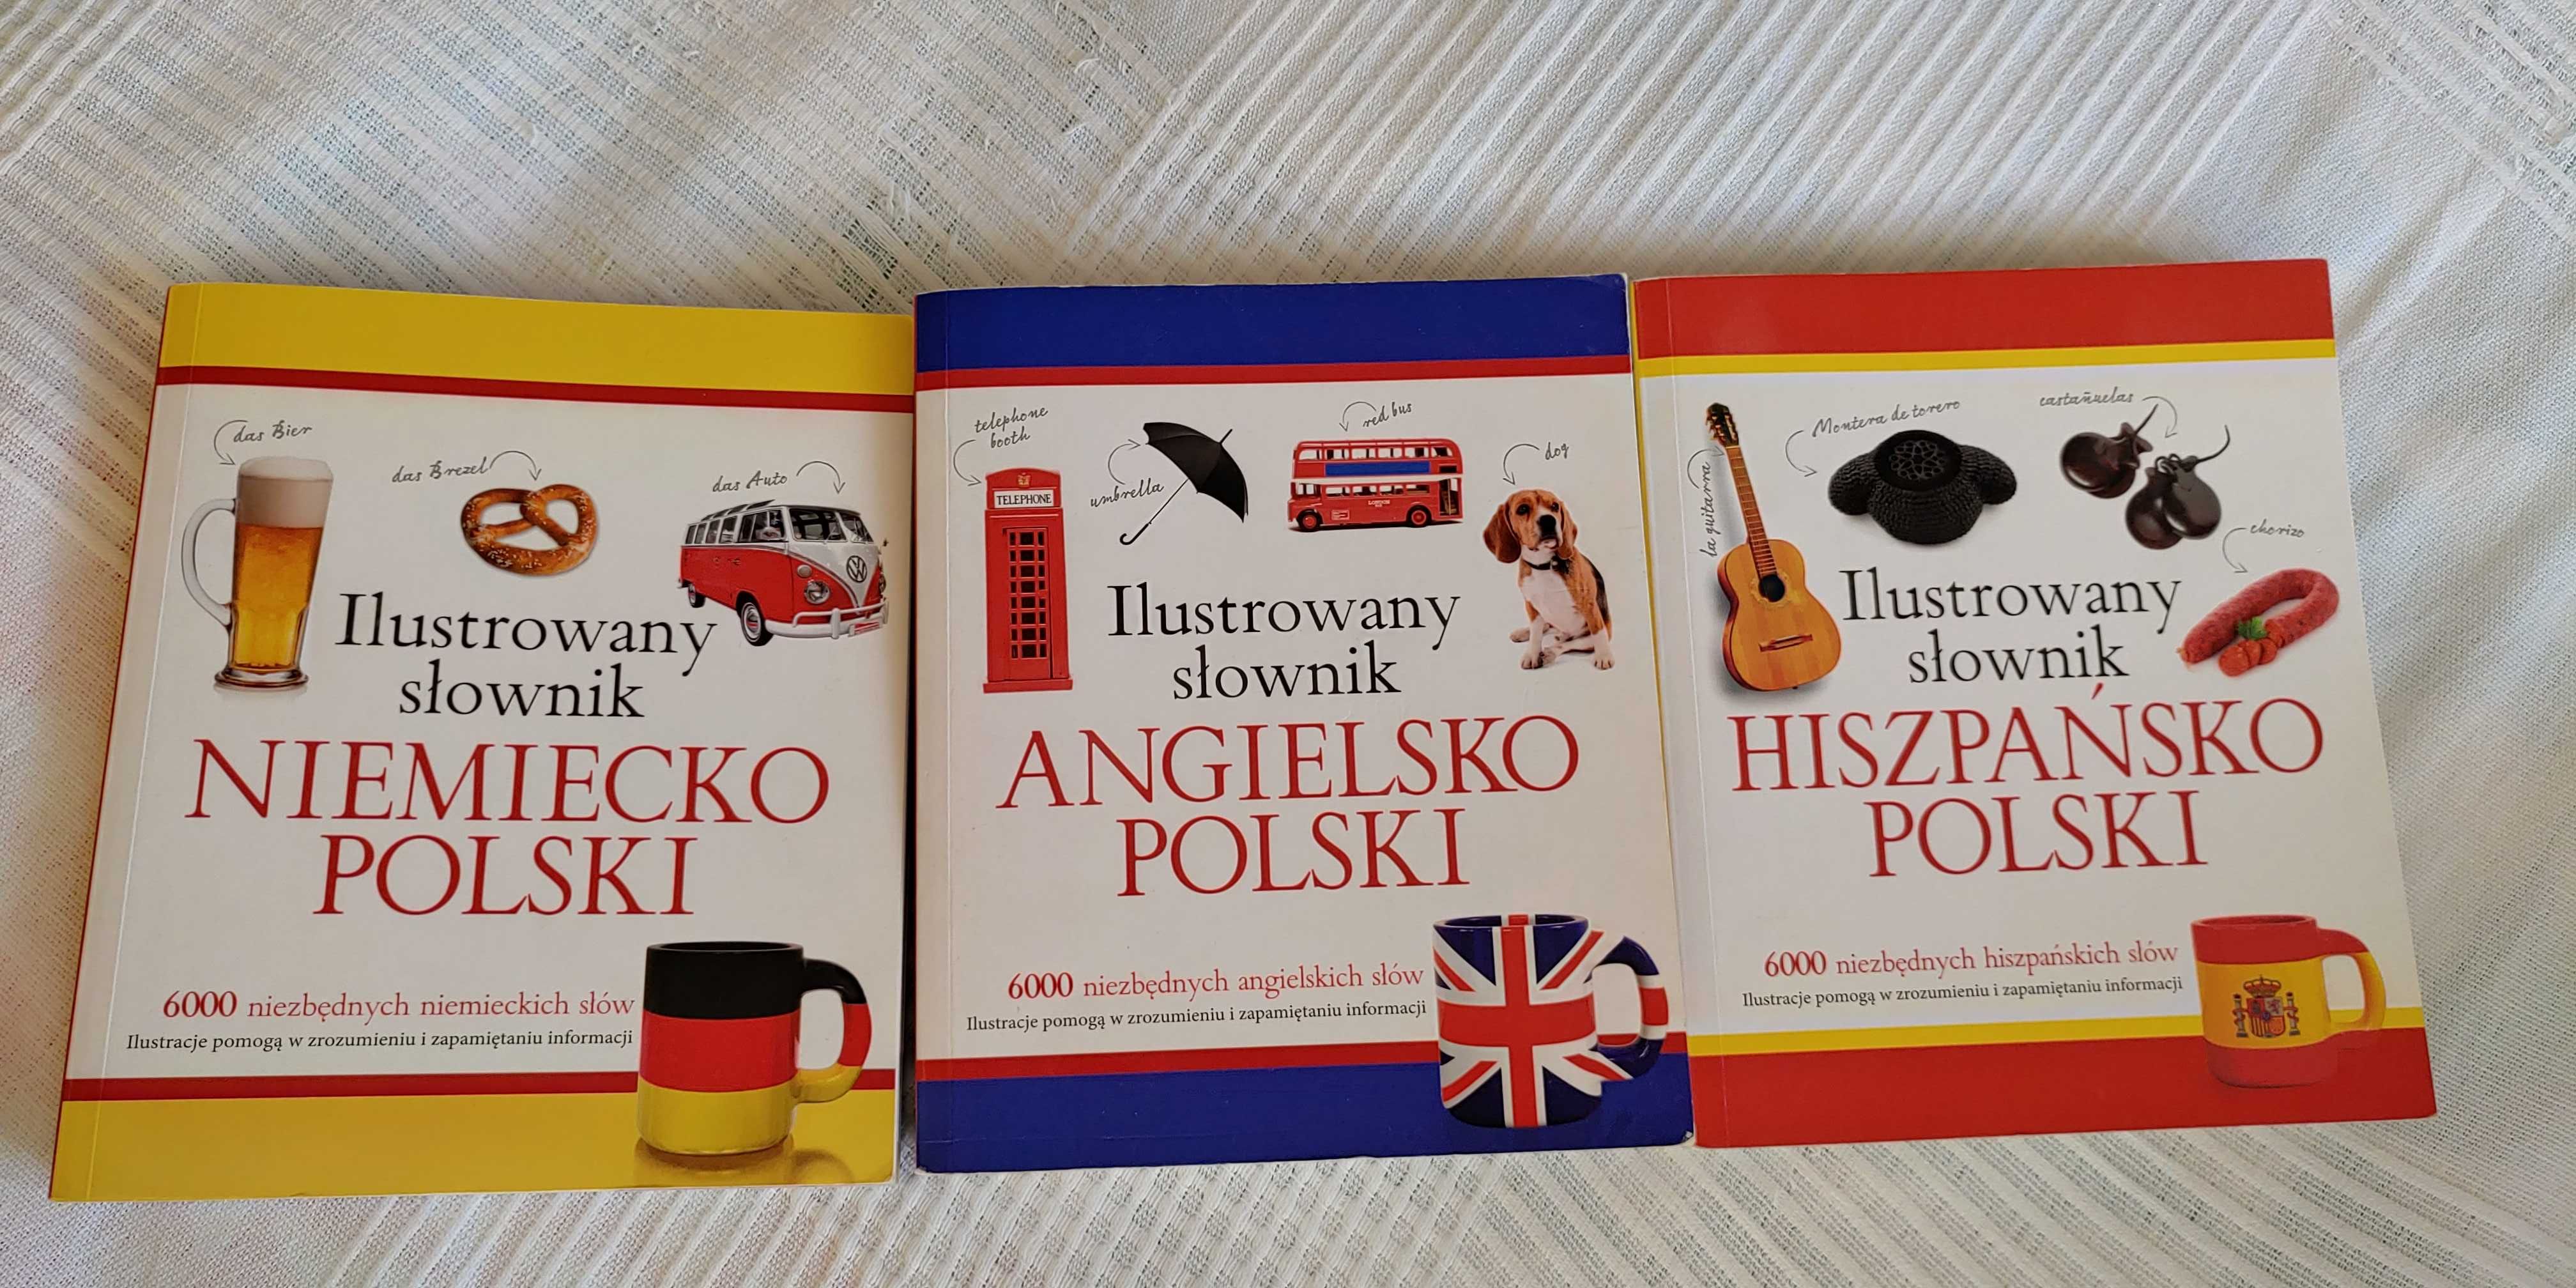 das Bier
das Brezel
das Auto
Ilustrowany
słownik
NIEMIECKO
POLSKI
6000 niezbędnych niemieckich słów
Ilustracje pomogą w zrozumieniu i zapamiętaniu informacji
telephone
booth
TELEPHONE
umbrella
red bus
dog
Ilustrowany
słownik
ANGIELSKO
POLSKI
6000 niezbędnych angielskich słów
Ilustracje pomogą w zrozumieniu i zapamiętaniu informacji
la guitarra
Montera de torero
castañuelas
chorizo
Ilustrowany
słownik
HISZPAŃSKO
POLSKI
6000 niezbędnych hiszpańskich słów
Ilustracje pomogą w zrozumieniu i zapamiętaniu informacji